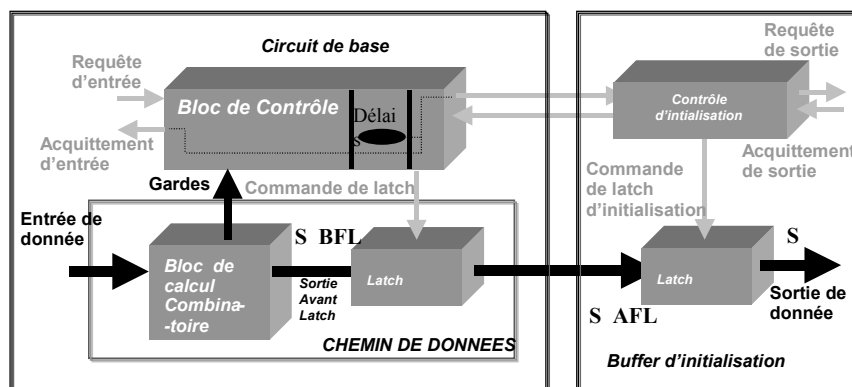 Circuit de base
Requête
d'entrée
Bloc de Contrôle
Délai
s
Acquittement
d'entrée
Gardes
Commande de latch
Entrée de
donnée
Bloc de
calcul
Combina-
-toire
S BFL
Sortie
Avant
Latch
Latch
CHEMIN DE DONNEES
Requête
de sortie
Contrôle
d'intialisation
Acquittement
de sortie
Commande
de latch
d'initialisation
Latch
S
Sortie de
donnée
S AFL
Buffer d'initialisation